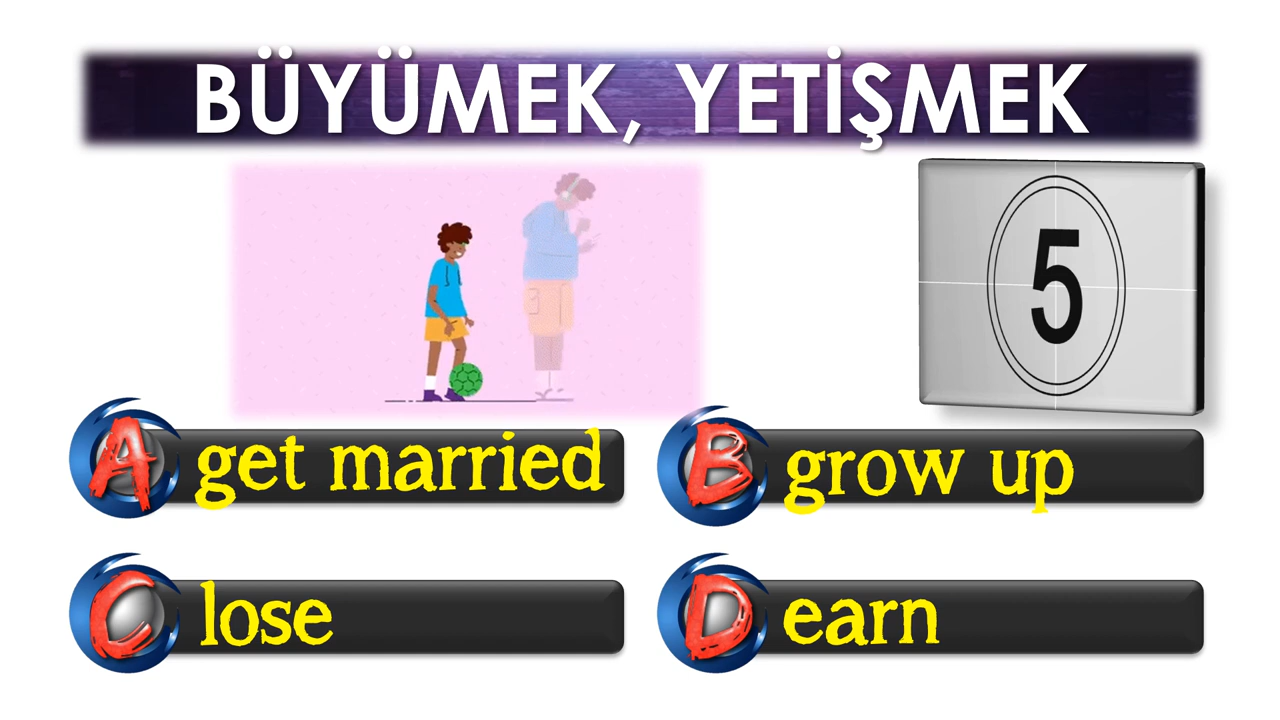 BÜYÜMEK, YETİŞMEK
5
A get married
B grow up
C lose
D earn